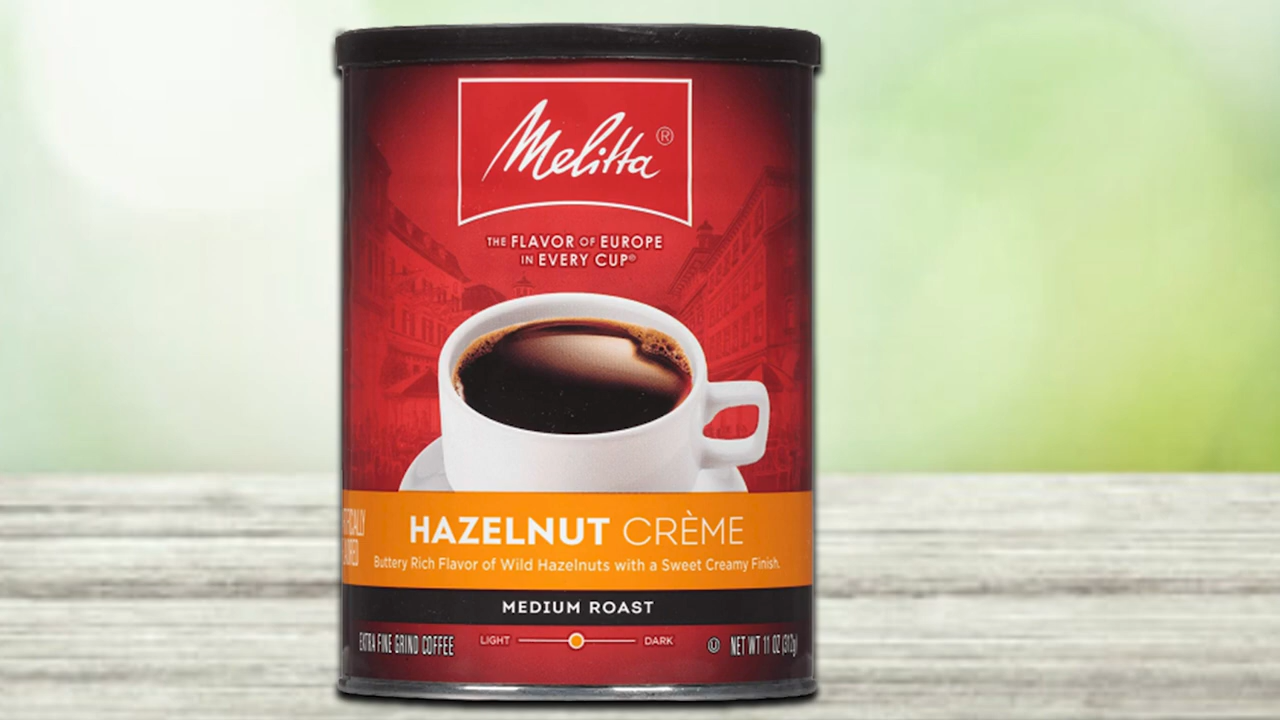 Melitta®
THE FLAVOR OF EUROPE
IN EVERY CUP®
HAZELNUT CRÈME
Buttery Rich Flavor of Wild Hazelnuts with a Sweet Creamy Finish.
MEDIUM ROAST
EXTRA FINE GRIND COFFEE
LIGHT
DARK
U
NET WT 11 OZ (312g)